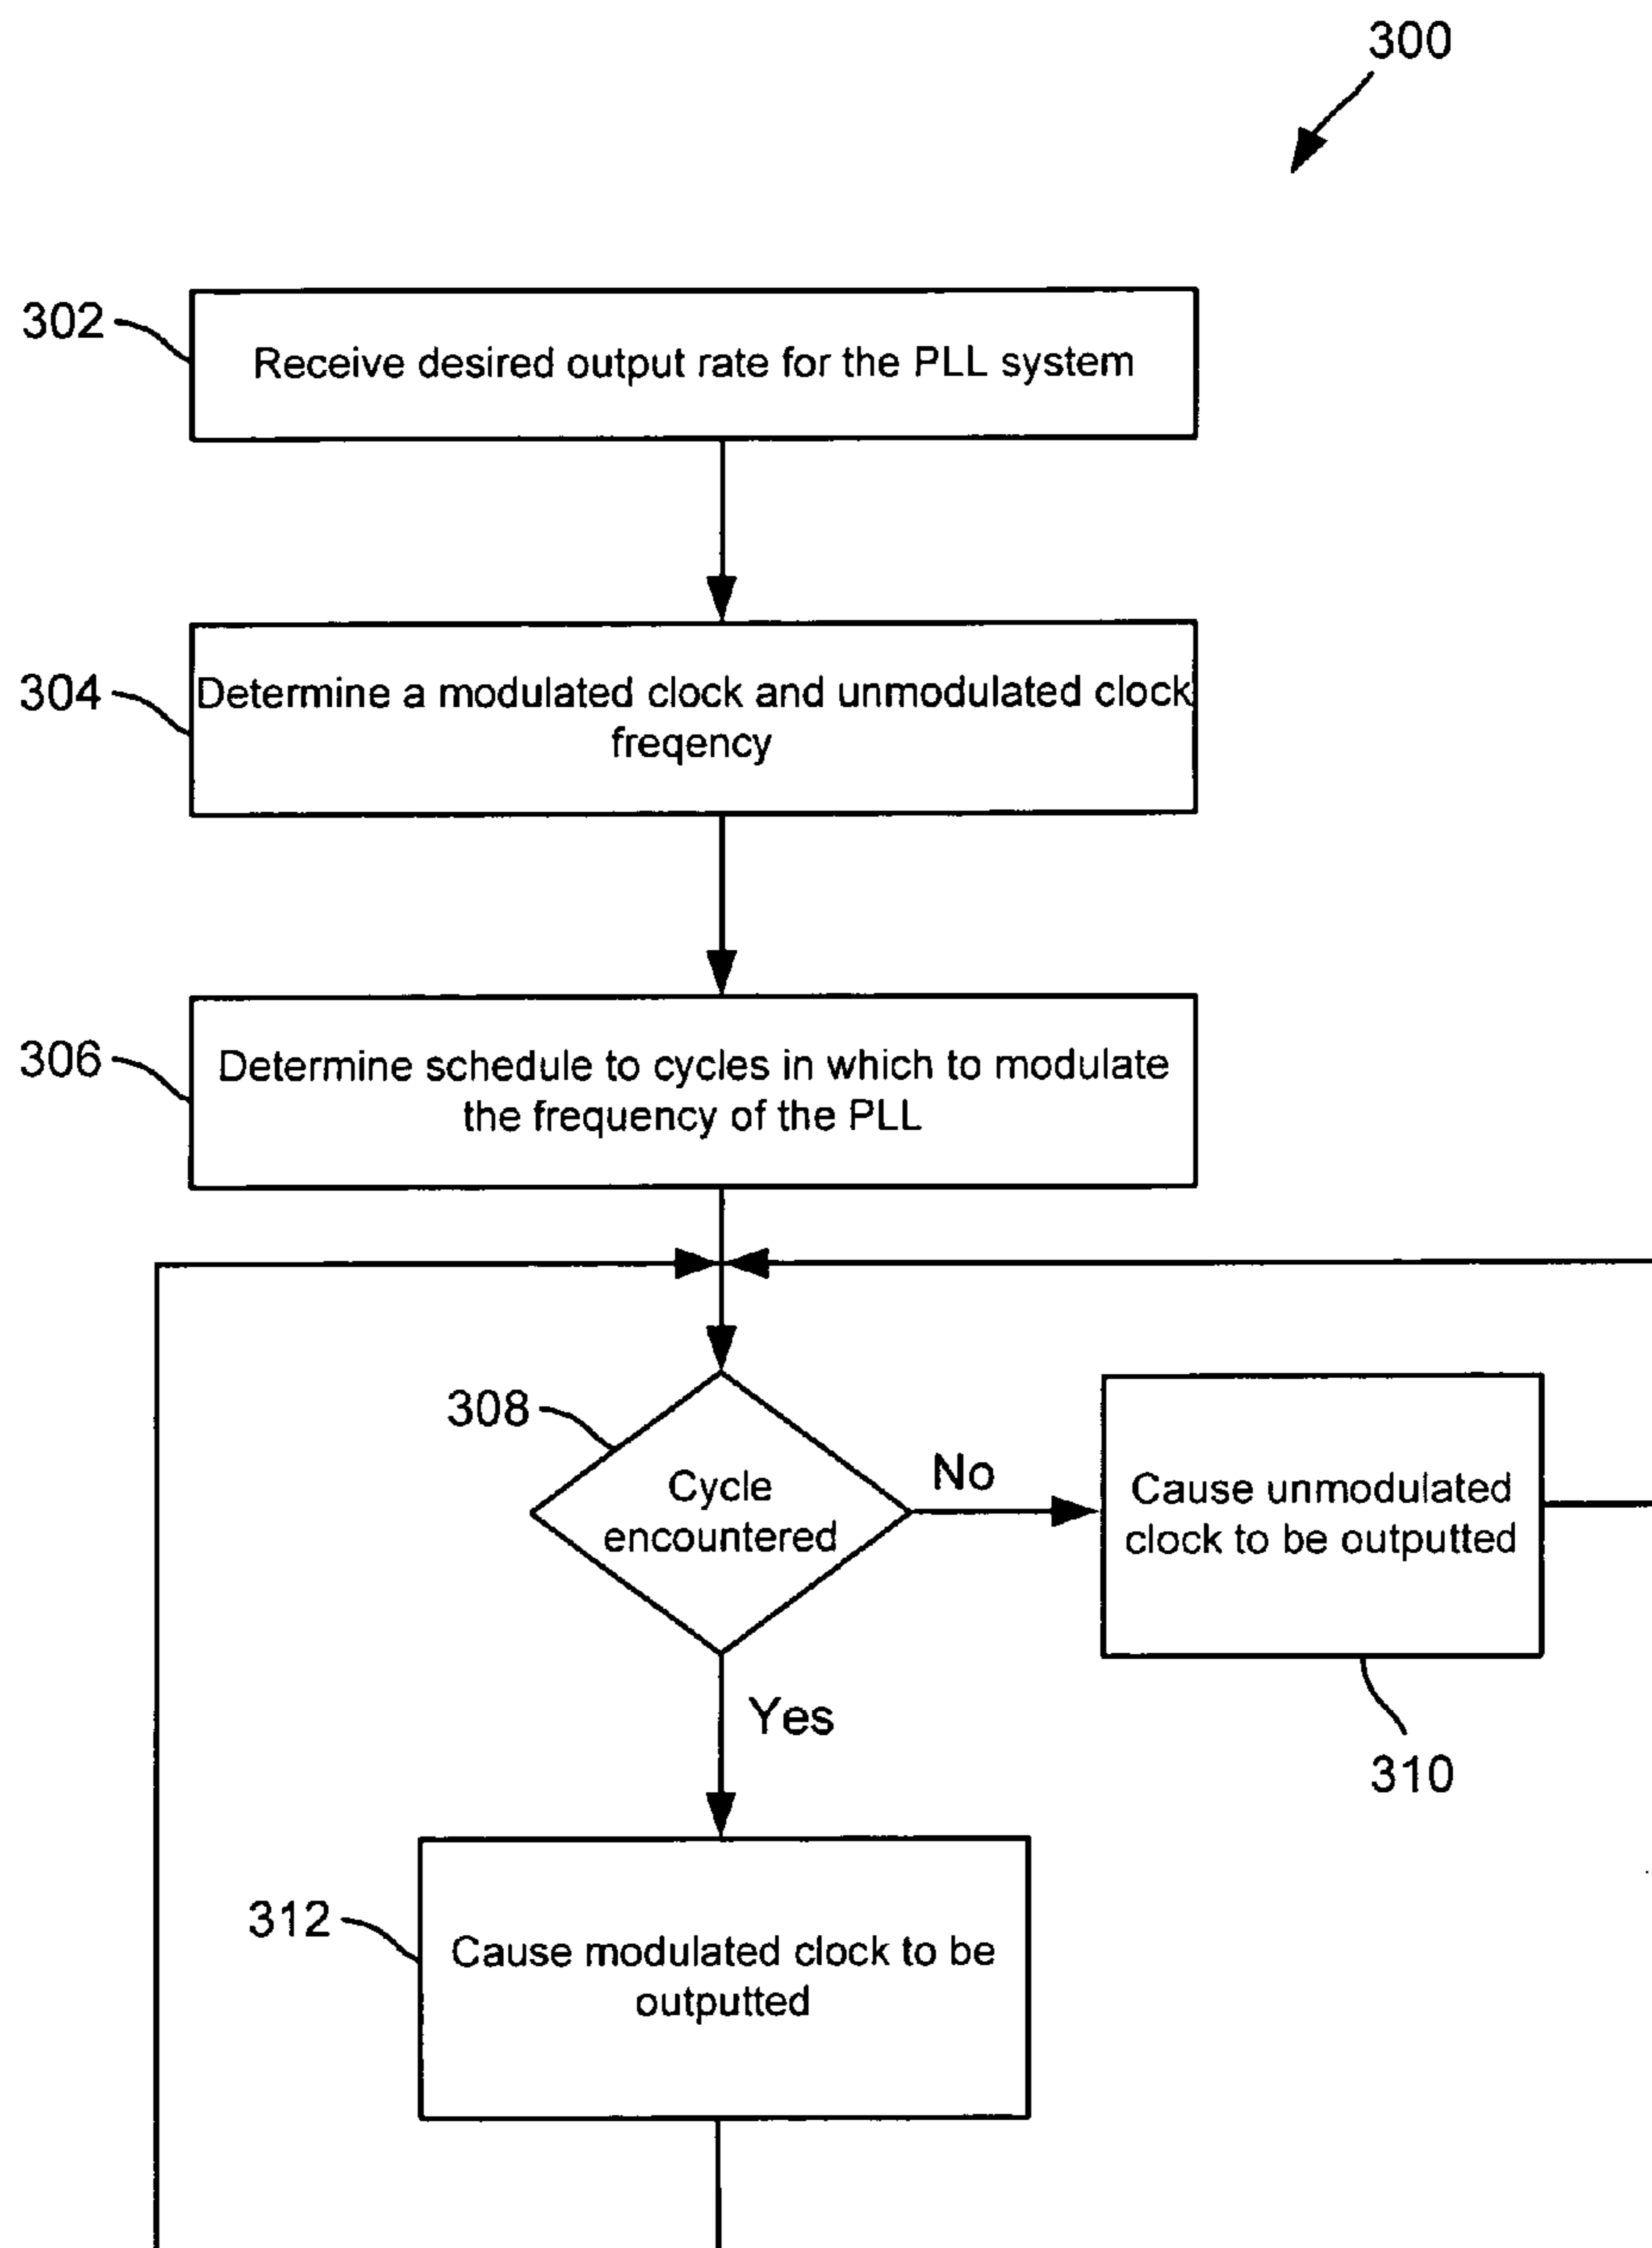 300
302
Receive desired output rate for the PLL system
304
Determine a modulated clock and unmodulated clock
freqency
306
Determine schedule to cycles in which to modulate
the frequency of the PLL
308
Cycle
encountered
No
Cause unmodulated
clock to be outputted
310
Yes
312
Cause modulated clock to be
outputted